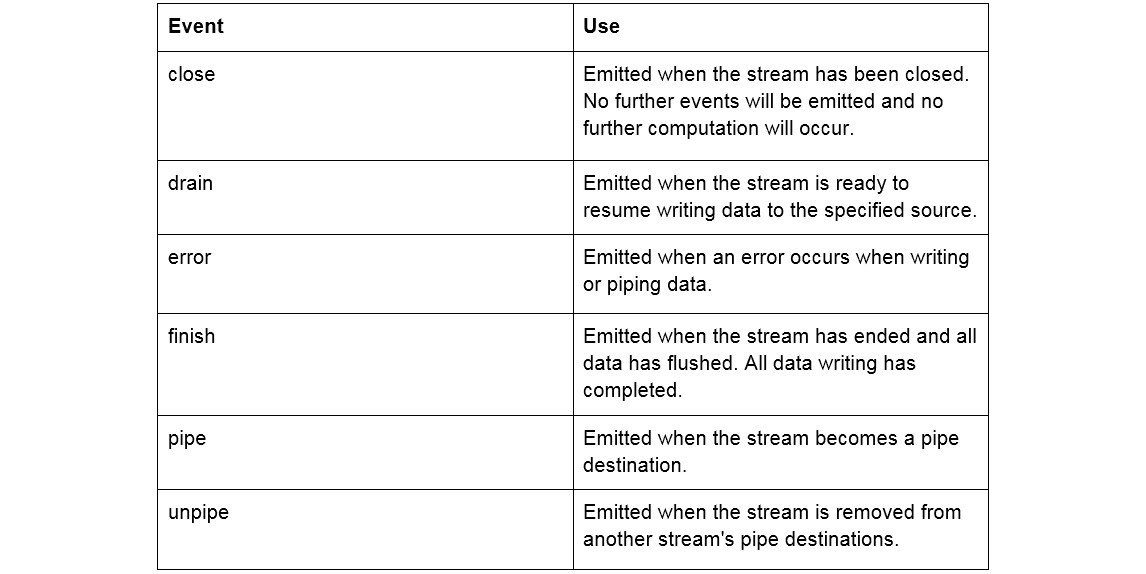 Event
Use
close
Emitted when the stream has been closed.
No further events will be emitted and no
further computation will occur.
drain
Emitted when the stream is ready to
resume writing data to the specified source.
error
Emitted when an error occurs when writing
or piping data.
finish
Emitted when the stream has ended and all
data has flushed. All data writing has
completed.
pipe
Emitted when the stream becomes a pipe
destination.
unpipe
Emitted when the stream is removed from
another stream's pipe destinations.